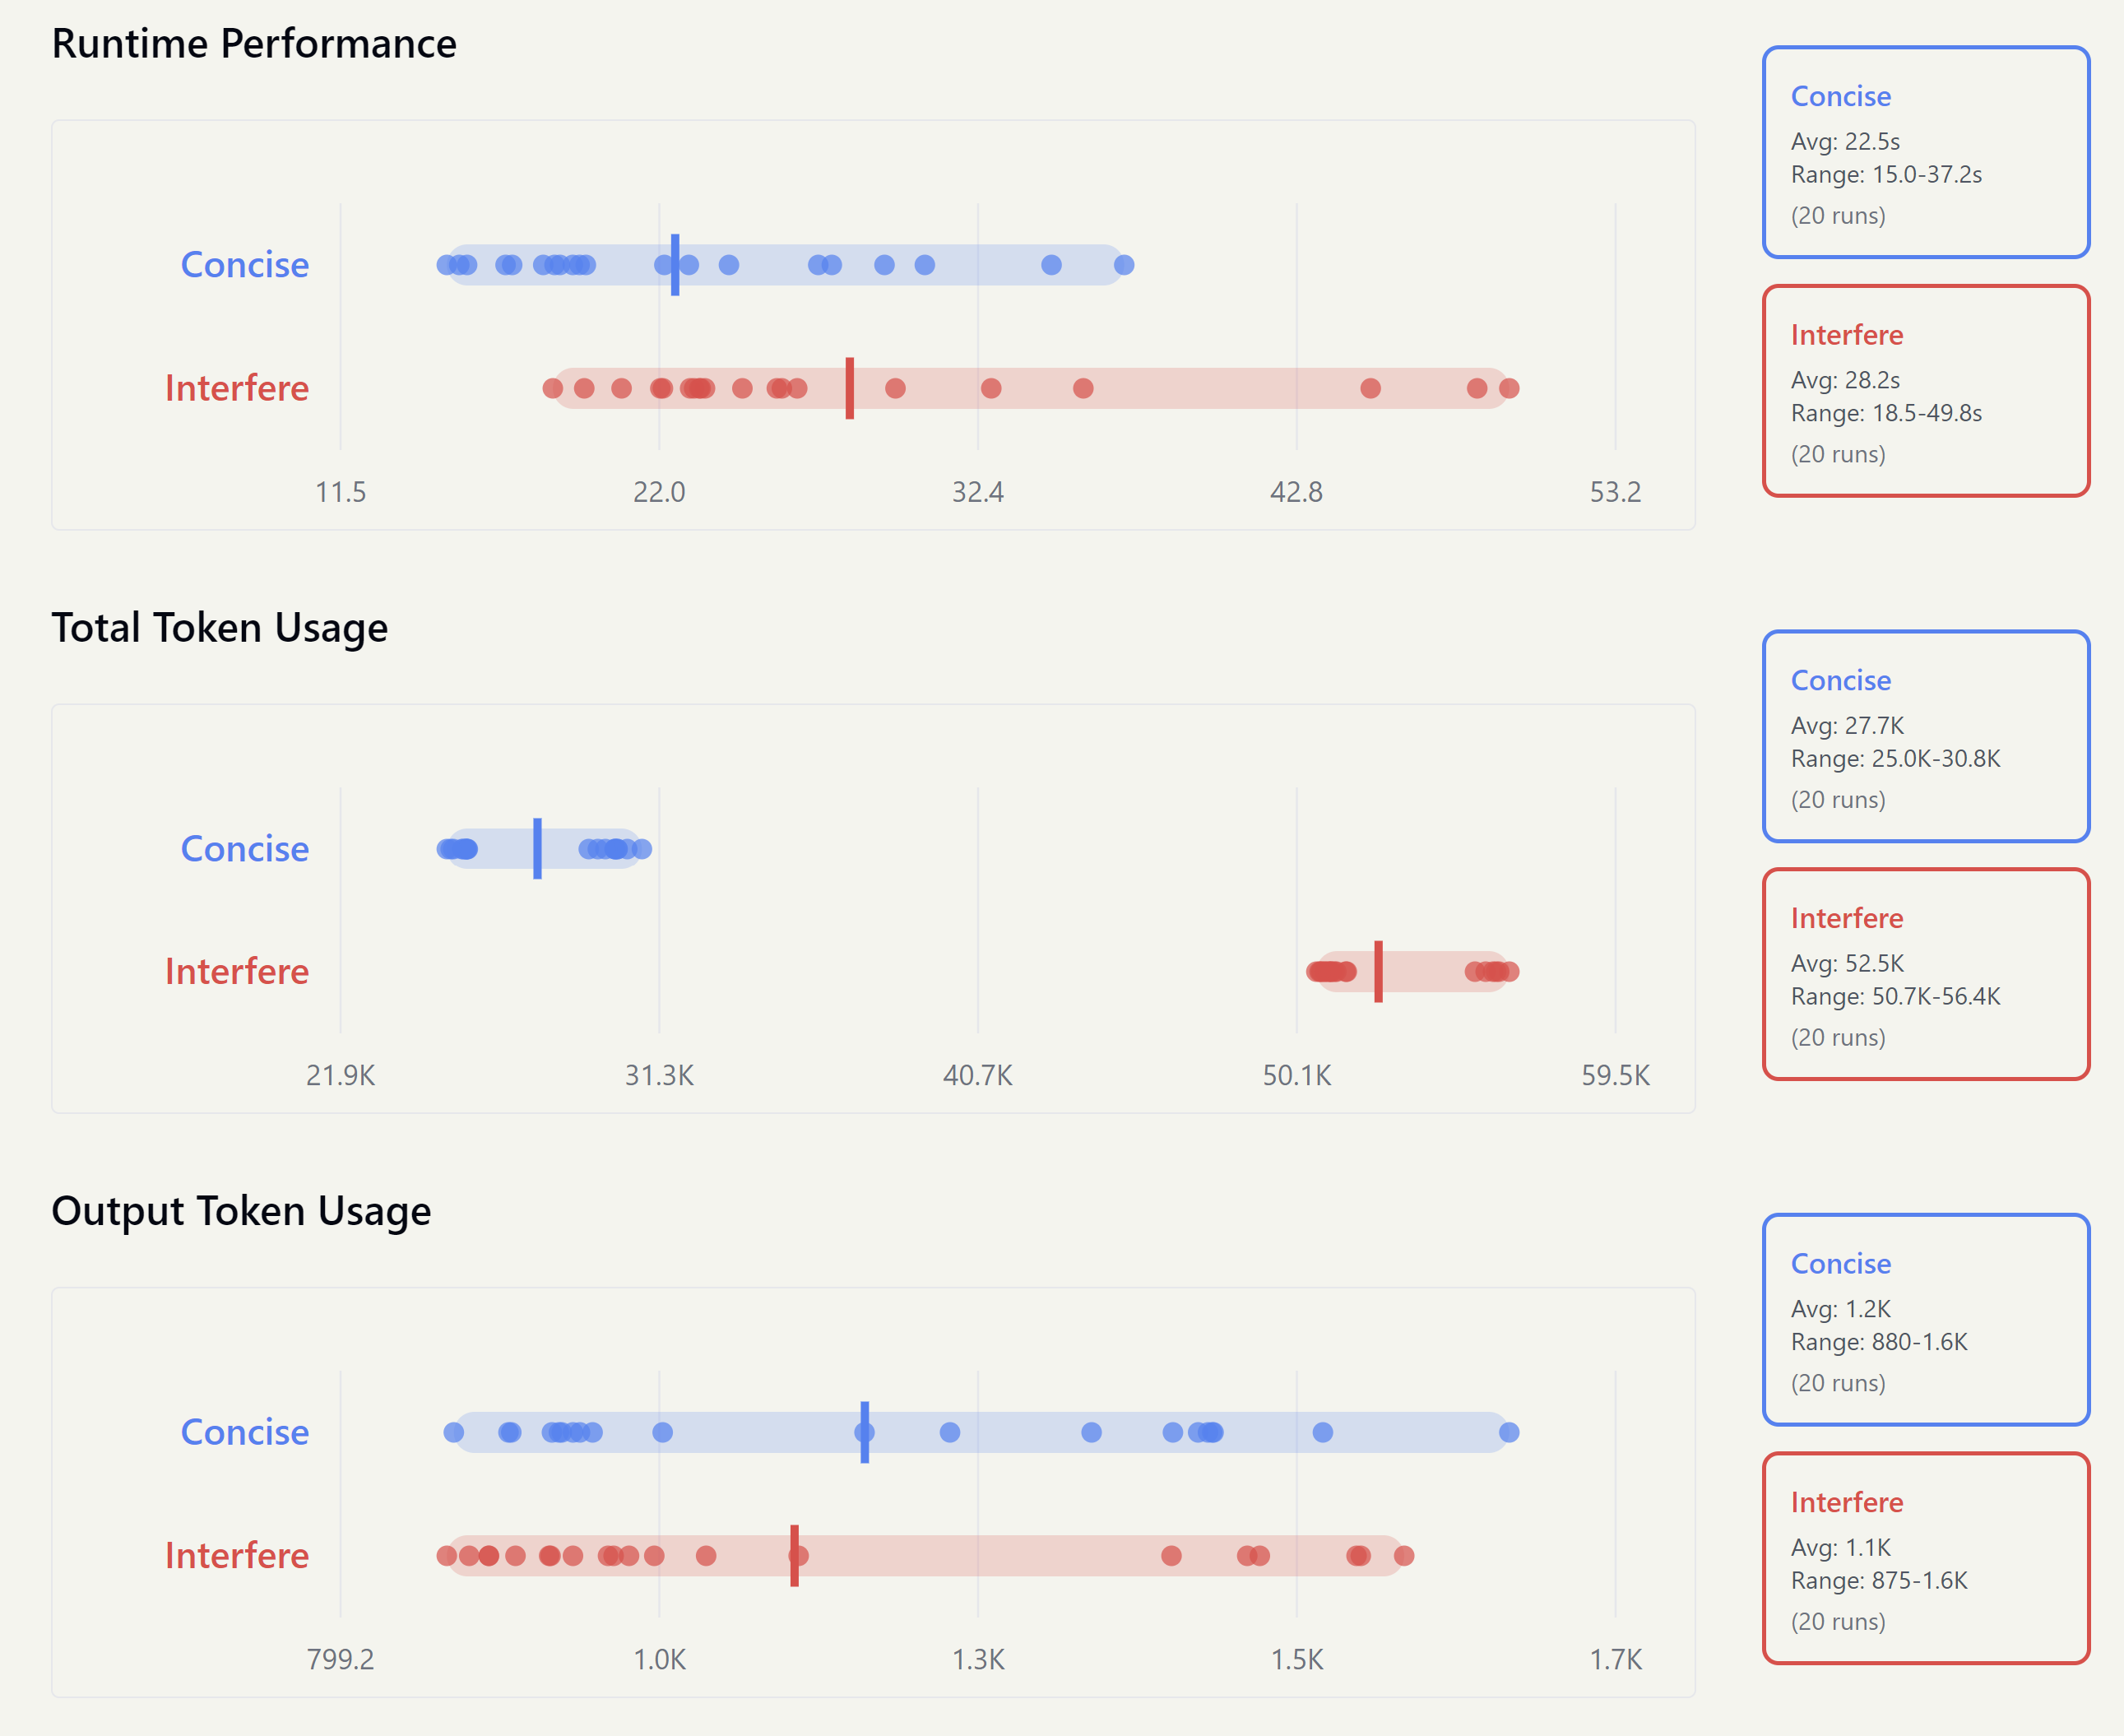 Runtime Performance
Concise
Interfere
11.5 22.0 32.4 42.8 53.2
Concise
Avg: 22.5s
Range: 15.0-37.2s
(20 runs)
Interfere
Avg: 28.2s
Range: 18.5-49.8s
(20 runs)
Total Token Usage
Concise
Interfere
21.9K 31.3K 40.7K 50.1K 59.5K
Concise
Avg: 27.7K
Range: 25.0K-30.8K
(20 runs)
Interfere
Avg: 52.5K
Range: 50.7K-56.4K
(20 runs)
Output Token Usage
Concise
Interfere
799.2 1.0K 1.3K 1.5K 1.7K
Concise
Avg: 1.2K
Range: 880-1.6K
(20 runs)
Interfere
Avg: 1.1K
Range: 875-1.6K
(20 runs)